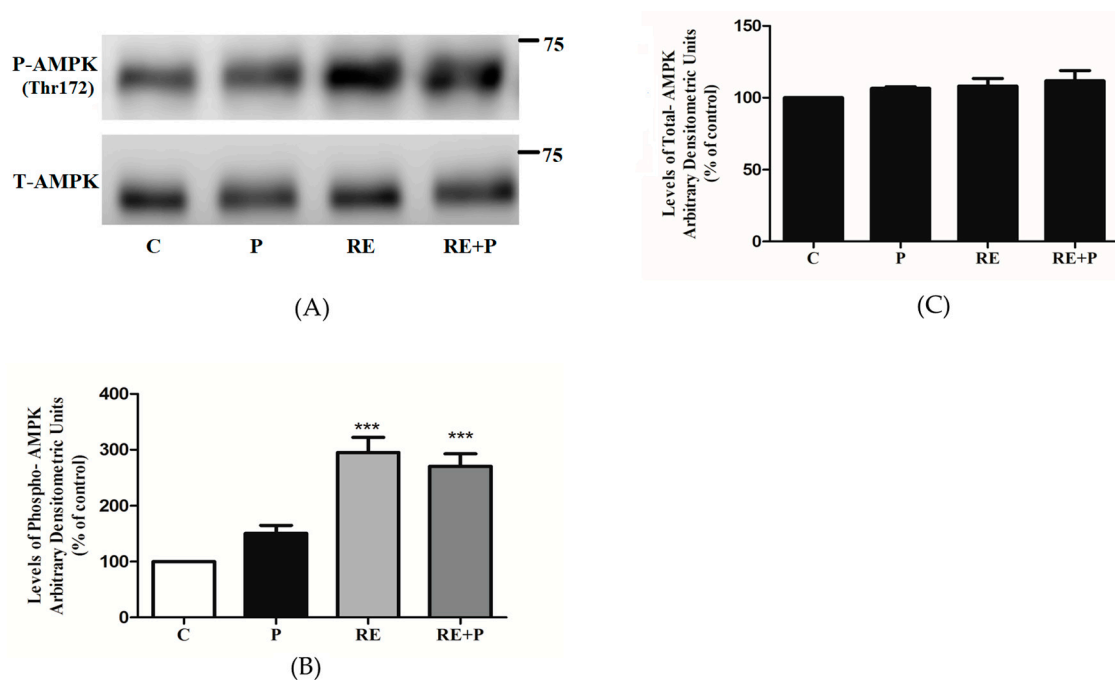 P-AMPK
(Thr172)
75
T-AMPK
75
C P RE RE+P
(A)
Levels of Total- AMPK
Arbitrary Densitometric Units
(% of control)
150
100
50
0
C P RE RE+P
(C)
Levels of Phospho- AMPK
Arbitrary Densitometric Units
(% of control)
400
300
200
100
0
*** ***
C P RE RE+P
(B)